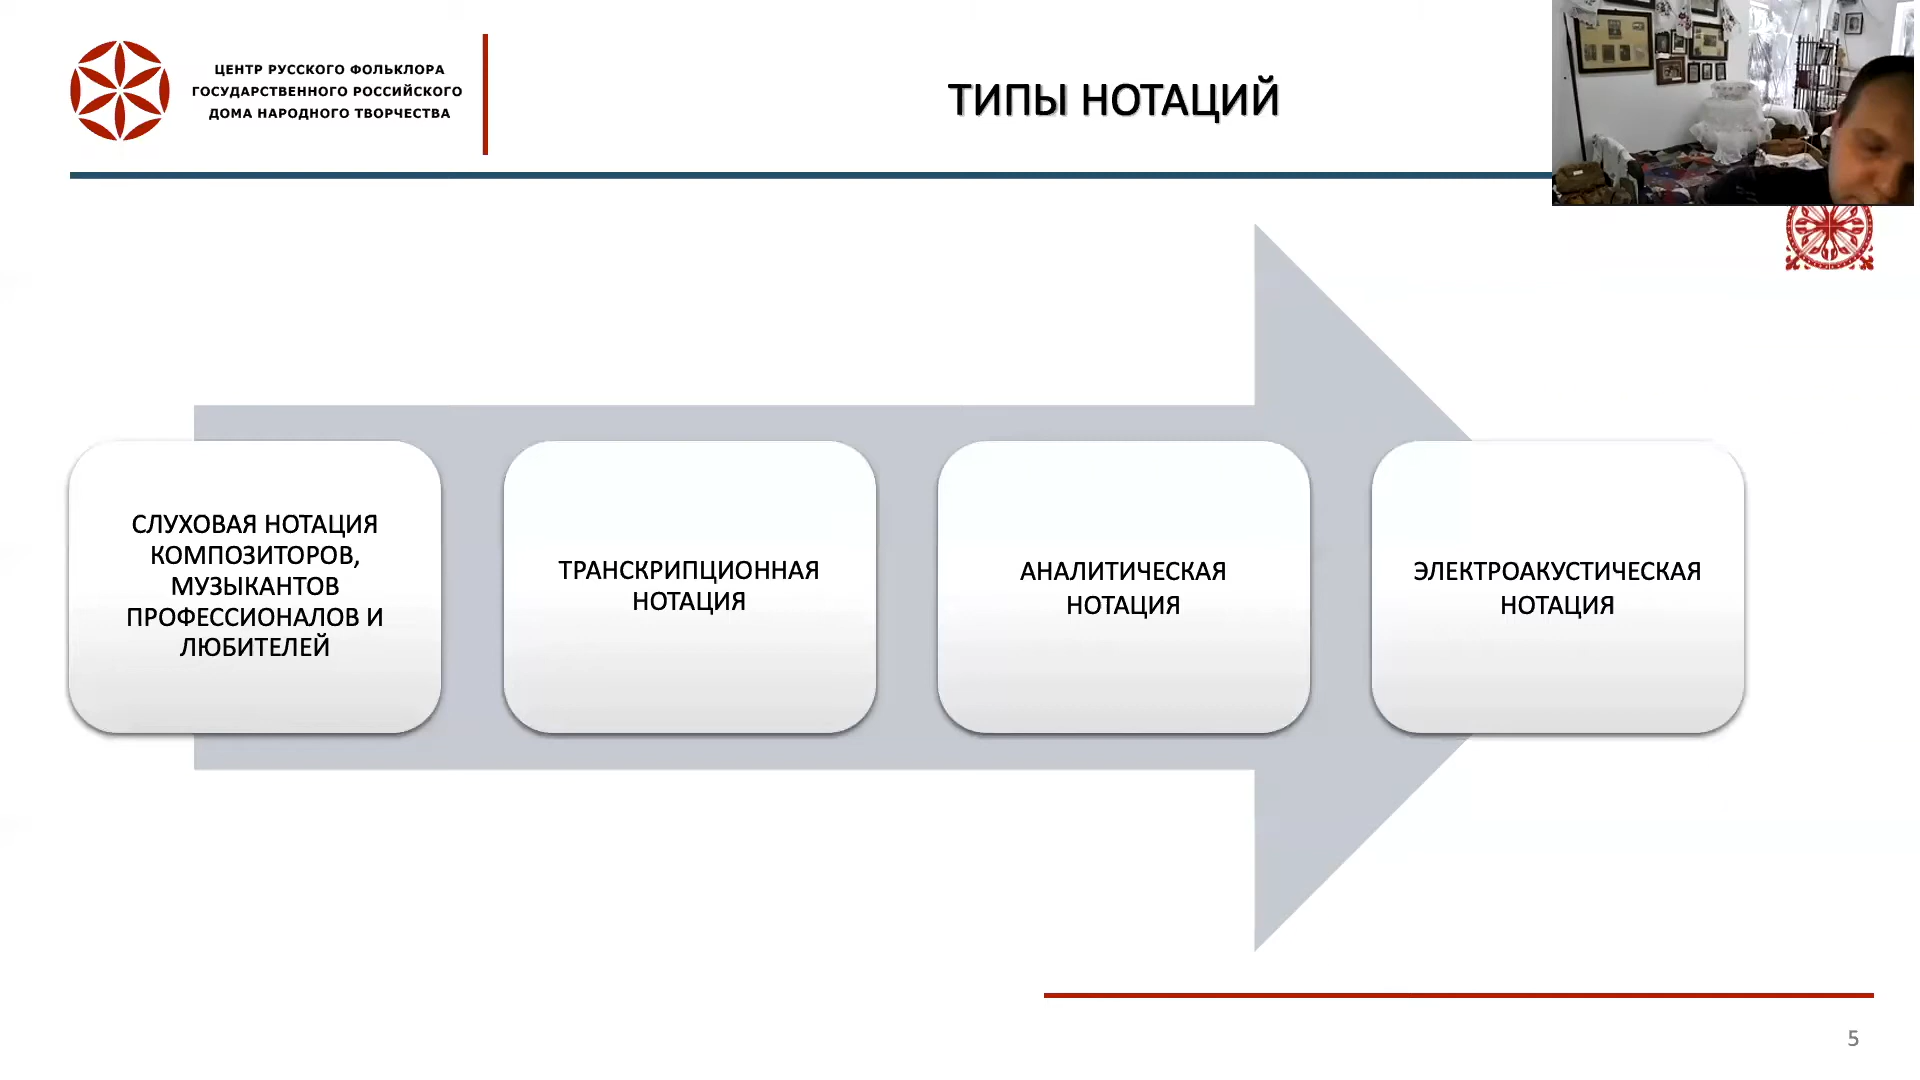 ЦЕНТР РУССКОГО ФОЛЬКЛОРА
ГОСУДАРСТВЕННОГО РОССИЙСКОГО
ДОМА НАРОДНОГО ТВОРЧЕСТВА
ТИПЫ НОТАЦИЙ
СЛУХОВАЯ НОТАЦИЯ
КОМПОЗИТОРОВ,
МУЗЫКАНТОВ
ПРОФЕССИОНАЛОВ И
ЛЮБИТЕЛЕЙ
ТРАНСКРИПЦИОННАЯ
НОТАЦИЯ
АНАЛИТИЧЕСКАЯ
НОТАЦИЯ
ЭЛЕКТРОАКУСТИЧЕСКАЯ
НОТАЦИЯ
5